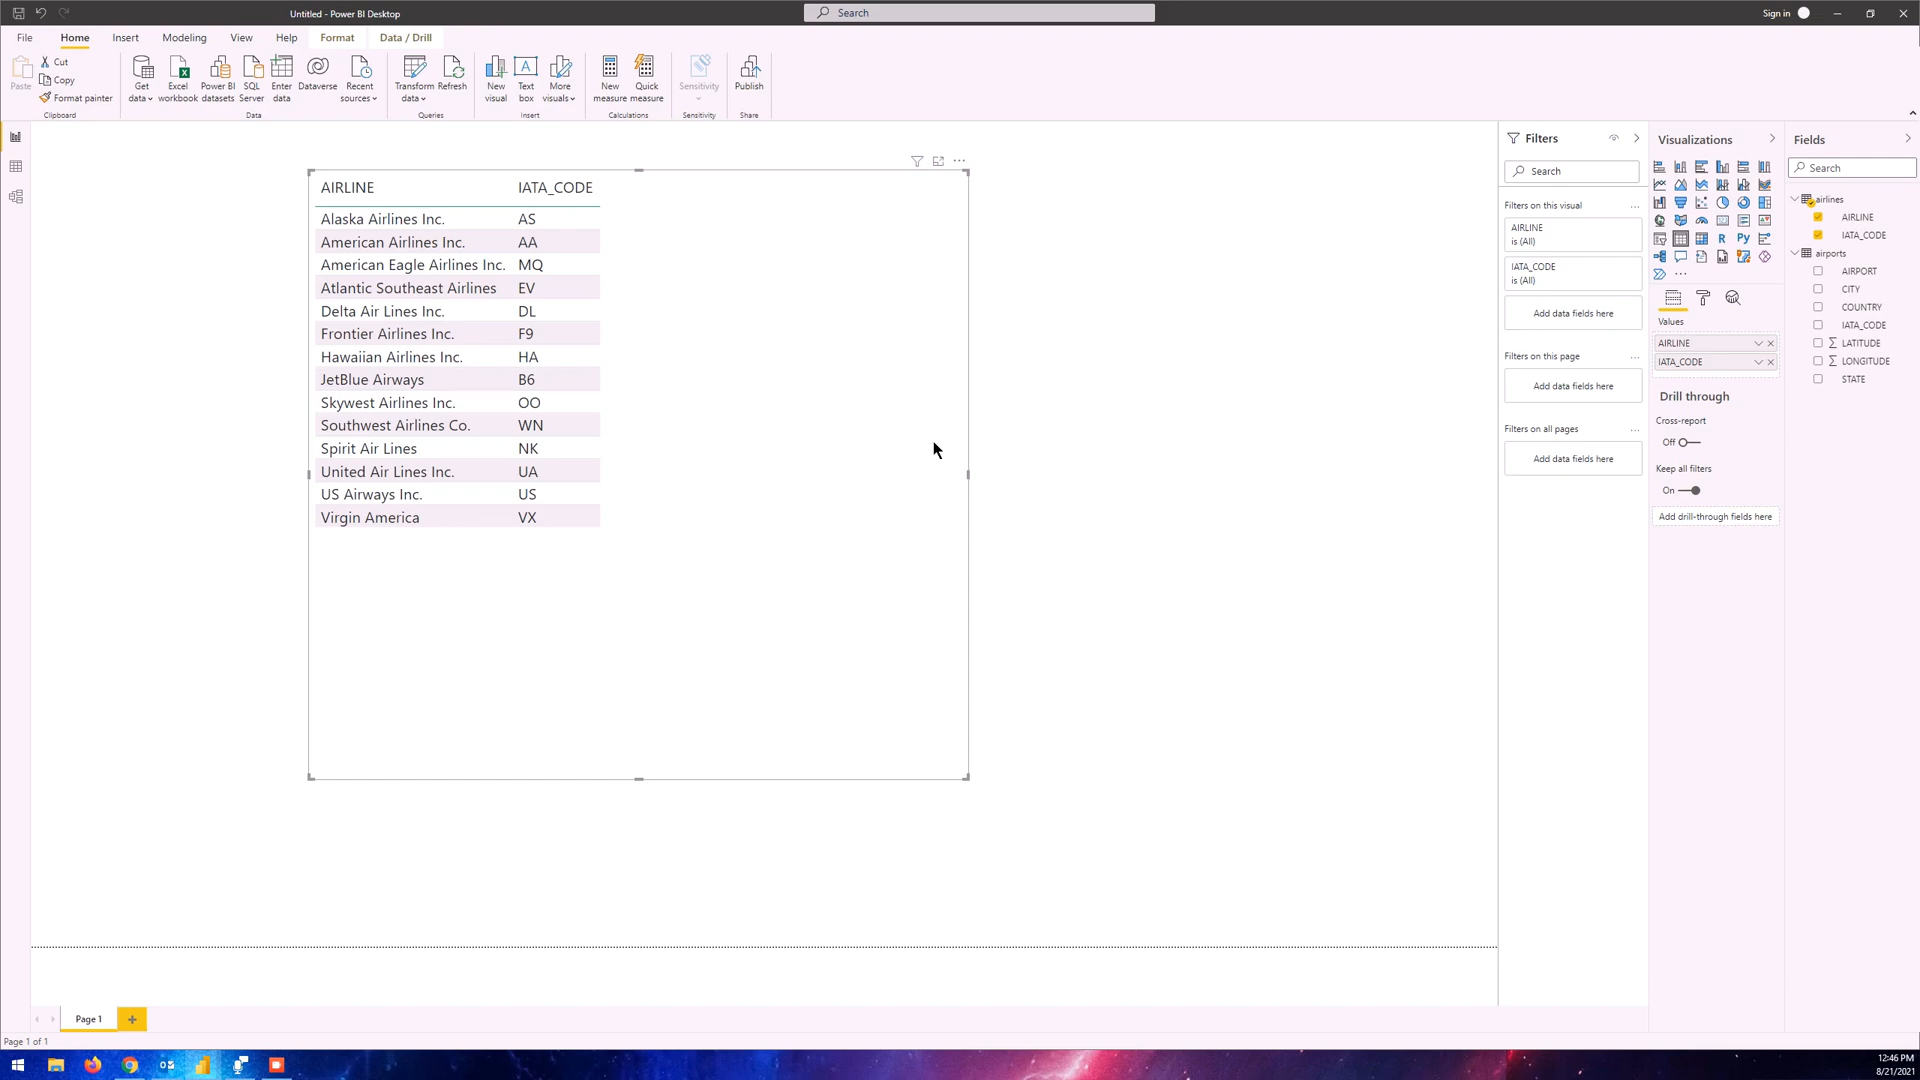 Untitled - Power BI Desktop
Search
Sign in
File
Home
Insert
Modeling
View
Help
Format
Data / Drill
Paste
Cut
Copy
Format painter
Clipboard
Get data
Excel workbook
Power BI datasets
SQL Server
Enter data
Dataverse
Recent sources
Data
Transform data
Refresh
Queries
New visual
Text box
More visuals
Insert
New measure
Quick measure
Calculations
Sensitivity
Sensitivity
Publish
Share
AIRLINE IATA_CODE
Alaska Airlines Inc. AS
American Airlines Inc. AA
American Eagle Airlines Inc. MQ
Atlantic Southeast Airlines EV
Delta Air Lines Inc. DL
Frontier Airlines Inc. F9
Hawaiian Airlines Inc. HA
JetBlue Airways B6
Skywest Airlines Inc. OO
Southwest Airlines Co. WN
Spirit Air Lines NK
United Air Lines Inc. UA
US Airways Inc. US
Virgin America VX
Filters
Search
Filters on this visual
AIRLINE
is (All)
IATA_CODE
is (All)
Add data fields here
Filters on this page
Add data fields here
Filters on all pages
Add data fields here
Visualizations
R
Py
Values
AIRLINE
IATA_CODE
Drill through
Cross-report
Off
Keep all filters
On
Add drill-through fields here
Fields
Search
airlines
AIRLINE
IATA_CODE
airports
AIRPORT
CITY
COUNTRY
IATA_CODE
Σ LATITUDE
Σ LONGITUDE
STATE
Page 1
Page 1 of 1
12:46 PM
8/21/2021